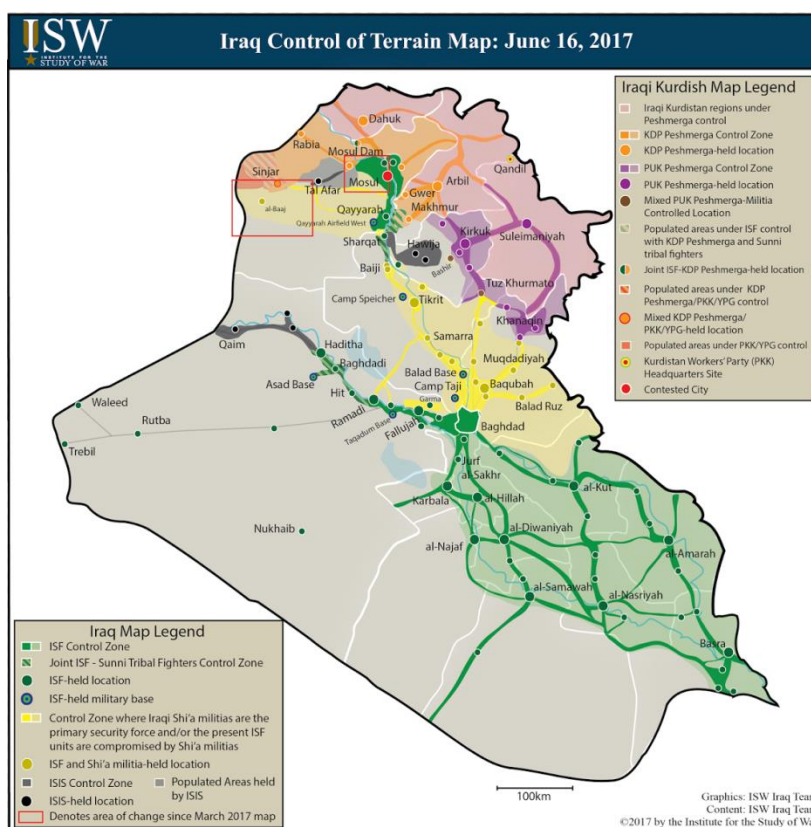 ISW
INSTITUTE FOR THE
STUDY OF WAR
Iraq Control of Terrain Map: June 16, 2017
Iraqi Kurdish Map Legend
Iraqi Kurdistan regions under
Peshmerga control
KDP Peshmerga Control Zone
KDP Peshmerga-held location
PUK Peshmerga Control Zone
PUK Peshmerga-held location
Mixed PUK Peshmerga-Militia
Controlled Location
Populated areas under ISF control
with KDP Peshmerga and Sunni
tribal fighters
Joint ISF-KDP Peshmerga-held location
Populated areas under KDP
Peshmerga/PKK/YPG control
Mixed KDP Peshmerga/
PKK/YPG-held location
Populated areas under PKK/YPG control
Kurdistan Workers' Party (PKK)
Headquarters Site
Contested City
Dahuk
Rabia
Mosul Dam
Sinjar
Mosul
Tal Afar
Arbil
Qandil
Gwer
Makhmur
al-Baaj
Qayyarah
Qayyarah Airfield West
Sharqat
Hawija
Kirkuk
Suleimaniyah
Bashir
Baiji
Tuz Khurmato
Camp Speicher
Tikrit
Khanaqin
Samarra
Qaim
Haditha
Baghdadi
Muqdadiyah
Balad Base
Asad Base
Hit
Camp Taji
Baqubah
Waleed
Ramadi
Garma
Balad Ruz
Rutba
Taqadum Base
Fallujah
Baghdad
Trebil
Jurf
al-Sakhr
al-Kut
Karbala
al-Hillah
Nukhaib
al-Diwaniyah
al-Najaf
al-Amarah
al-Samawah
al-Nasriyah
Basra
Iraq Map Legend
ISF Control Zone
Joint ISF - Sunni Tribal Fighters Control Zone
ISF-held location
ISF-held military base
Control Zone where Iraqi Shi'a militias are the
primary security force and/or the present ISF
units are compromised by Shi'a militias
ISF and Shi'a militia-held location
ISIS Control Zone
Populated Areas held
by ISIS
ISIS-held location
Denotes area of change since March 2017 map
100km
Graphics: ISW Iraq Team
Content: ISW Iraq Team
©2017 by the Institute for the Study of Wa